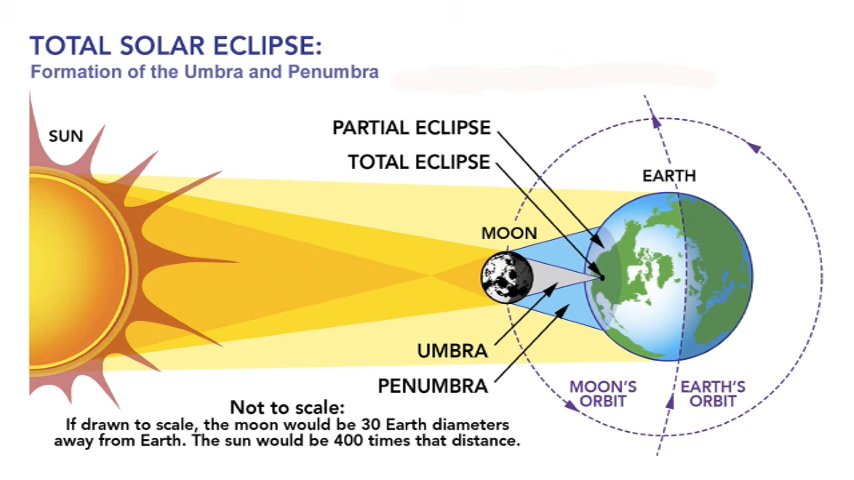 TOTAL SOLAR ECLIPSE:
Formation of the Umbra and Penumbra
SUN
PARTIAL ECLIPSE
TOTAL ECLIPSE
EARTH
MOON
UMBRA
PENUMBRA
MOON'S
ORBIT
EARTH'S
ORBIT
Not to scale:
If drawn to scale, the moon would be 30 Earth diameters
away from Earth. The sun would be 400 times that distance.